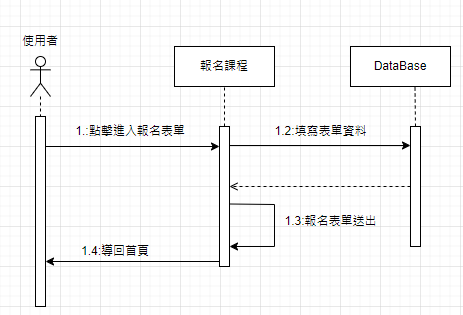 使用者
報名課程
DataBase
1.:點擊進入報名表單
1.2:填寫表單資料
1.3:報名表單送出
1.4:導回首頁